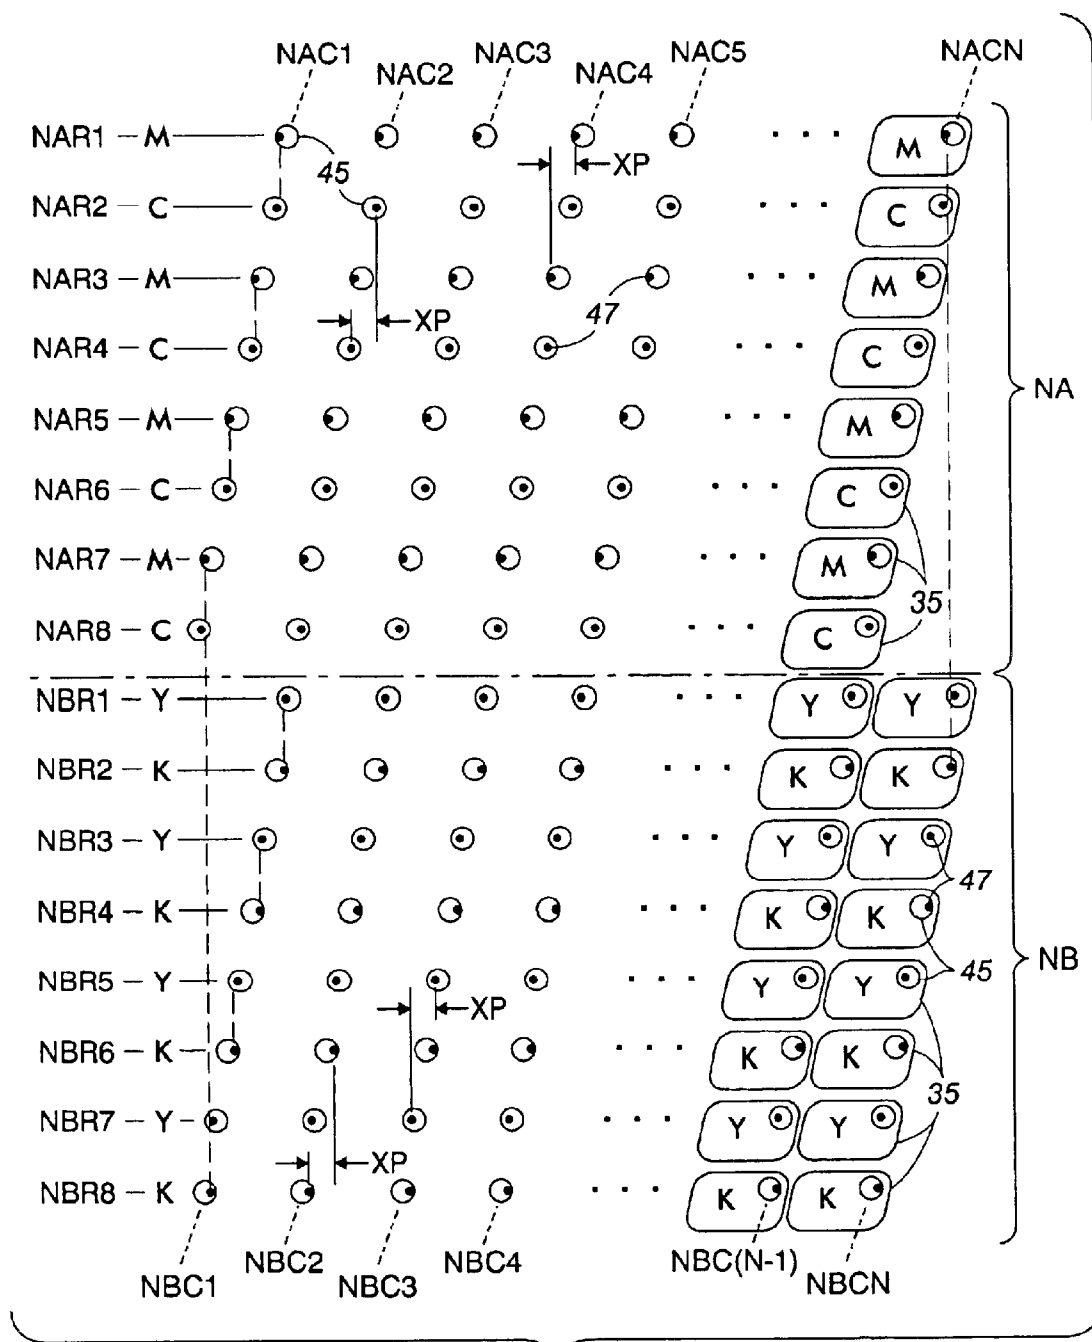 NAC1 NAC2 NAC3 NAC4 NAC5 NACN
NAR1 – M M
45 XP
NAR2 – C C
NAR3 – M M
XP 47
NAR4 – C C
NAR5 – M M
NA
NAR6 – C C
NAR7 – M M
35
NAR8 – C C
NBR1 – Y Y Y
NBR2 – K K K
NBR3 – Y Y Y
47
NBR4 – K K K
NBR5 – Y Y Y
45 NB
XP
NBR6 – K K K
35
NBR7 – Y Y Y
XP
NBR8 – K K K
NBC1 NBC2 NBC3 NBC4 NBC(N-1) NBCN